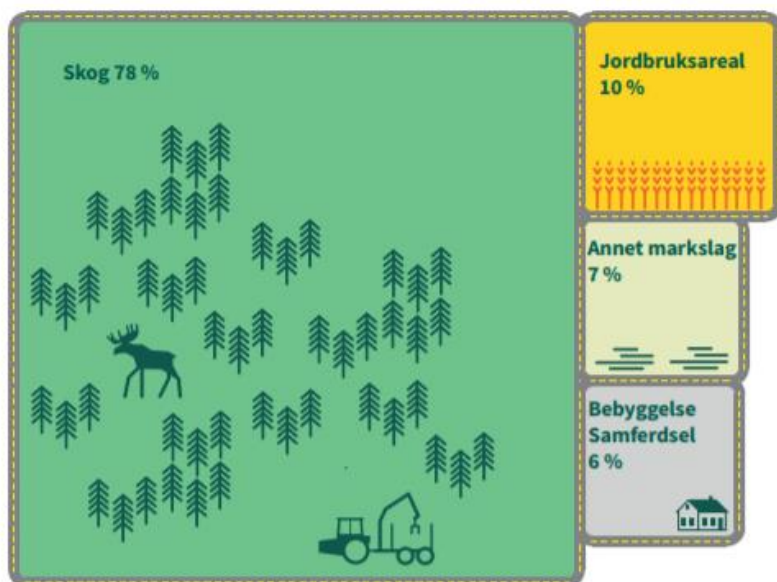 Skog 78 %
Jordbruksareal
10 %
Annet markslag
7 %
Bebyggelse
Samferdsel
6 %